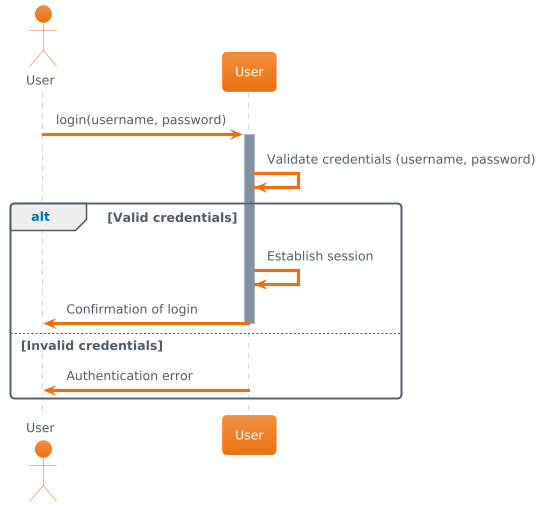 User
User
login(username, password)
Validate credentials (username, password)
alt
[Valid credentials]
Establish session
Confirmation of login
[Invalid credentials]
Authentication error
User
User